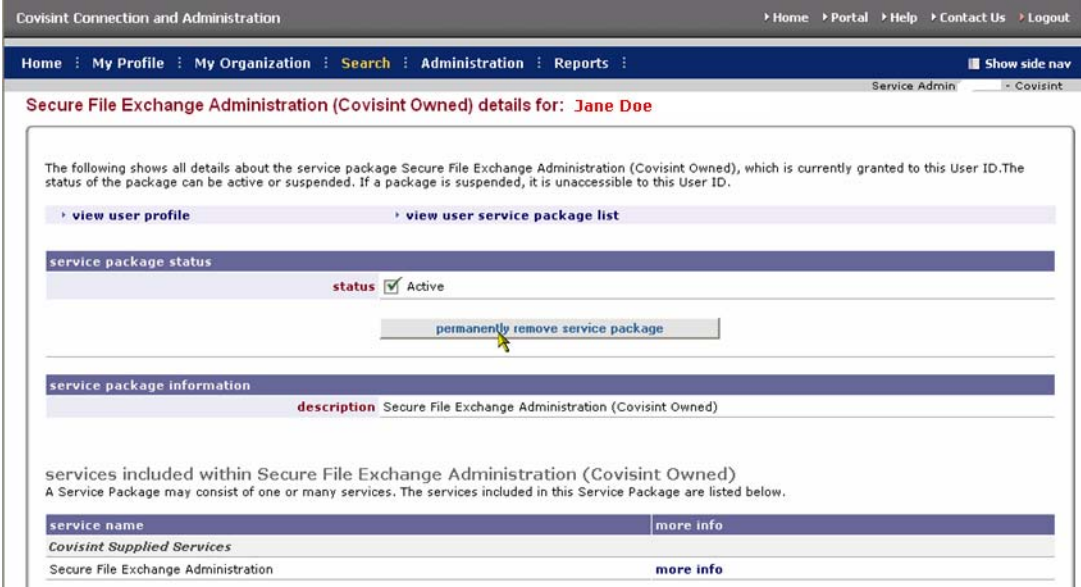 Covisint Connection and Administration
Home Portal Help Contact Us Logout
Home My Profile My Organization Search Administration Reports Show side nav
Service Admin - Covisint
Secure File Exchange Administration (Covisint Owned) details for: Jane Doe
The following shows all details about the service package Secure File Exchange Administration (Covisint Owned), which is currently granted to this User ID.The
status of the package can be active or suspended. If a package is suspended, it is unaccessible to this User ID.
view user profile view user service package list
service package status
status Active
permanently remove service package
service package information
description Secure File Exchange Administration (Covisint Owned)
services included within Secure File Exchange Administration (Covisint Owned)
A Service Package may consist of one or many services. The services included in this Service Package are listed below.
service name more info
Covisint Supplied Services
Secure File Exchange Administration more info